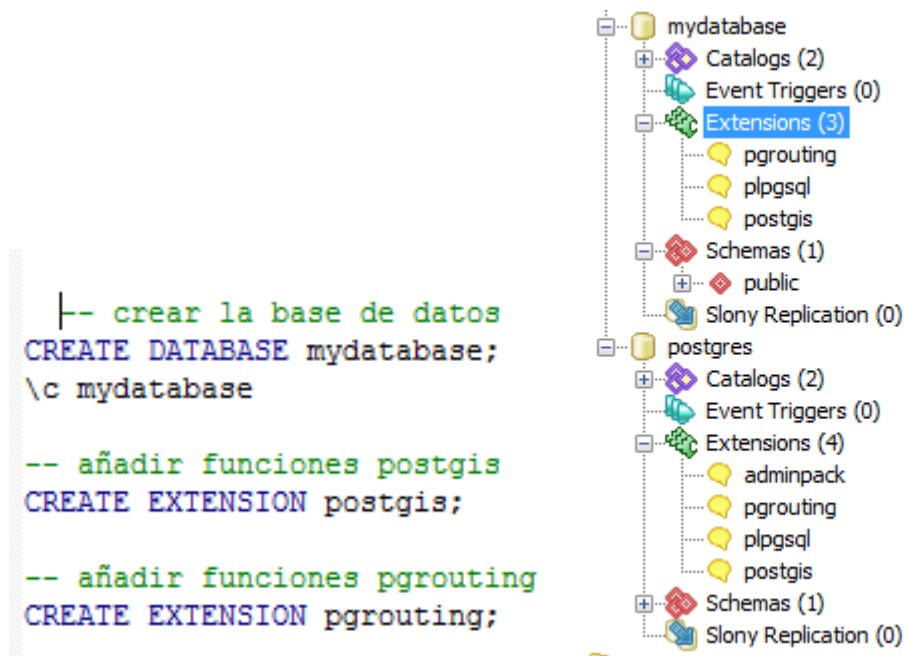 -- crear la base de datos
CREATE DATABASE mydatabase;
\c mydatabase
-- añadir funciones postgis
CREATE EXTENSION postgis;
-- añadir funciones pgrouting
CREATE EXTENSION pgrouting;
mydatabase
Catalogs (2)
Event Triggers (0)
Extensions (3)
pgrouting
plpgsql
postgis
Schemas (1)
public
Slony Replication (0)
postgres
Catalogs (2)
Event Triggers (0)
Extensions (4)
adminpack
pgrouting
plpgsql
postgis
Schemas (1)
Slony Replication (0)